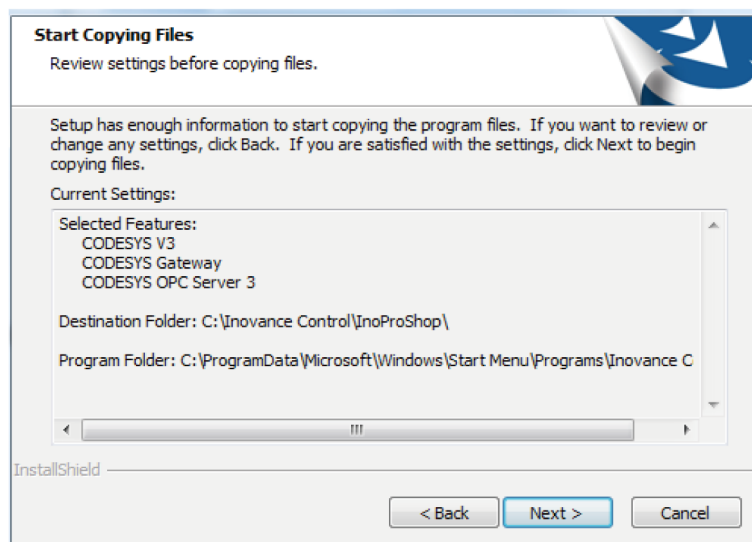 Start Copying Files
Review settings before copying files.
Setup has enough information to start copying the program files. If you want to review or
change any settings, click Back. If you are satisfied with the settings, click Next to begin
copying files.
Current Settings:
Selected Features:
CODESYS V3
CODESYS Gateway
CODESYS OPC Server 3
Destination Folder: C:\Inovance Control\InoProShop\
Program Folder: C:\ProgramData\Microsoft\Windows\Start Menu\Programs\Inovance C
InstallShield
< Back Next > Cancel